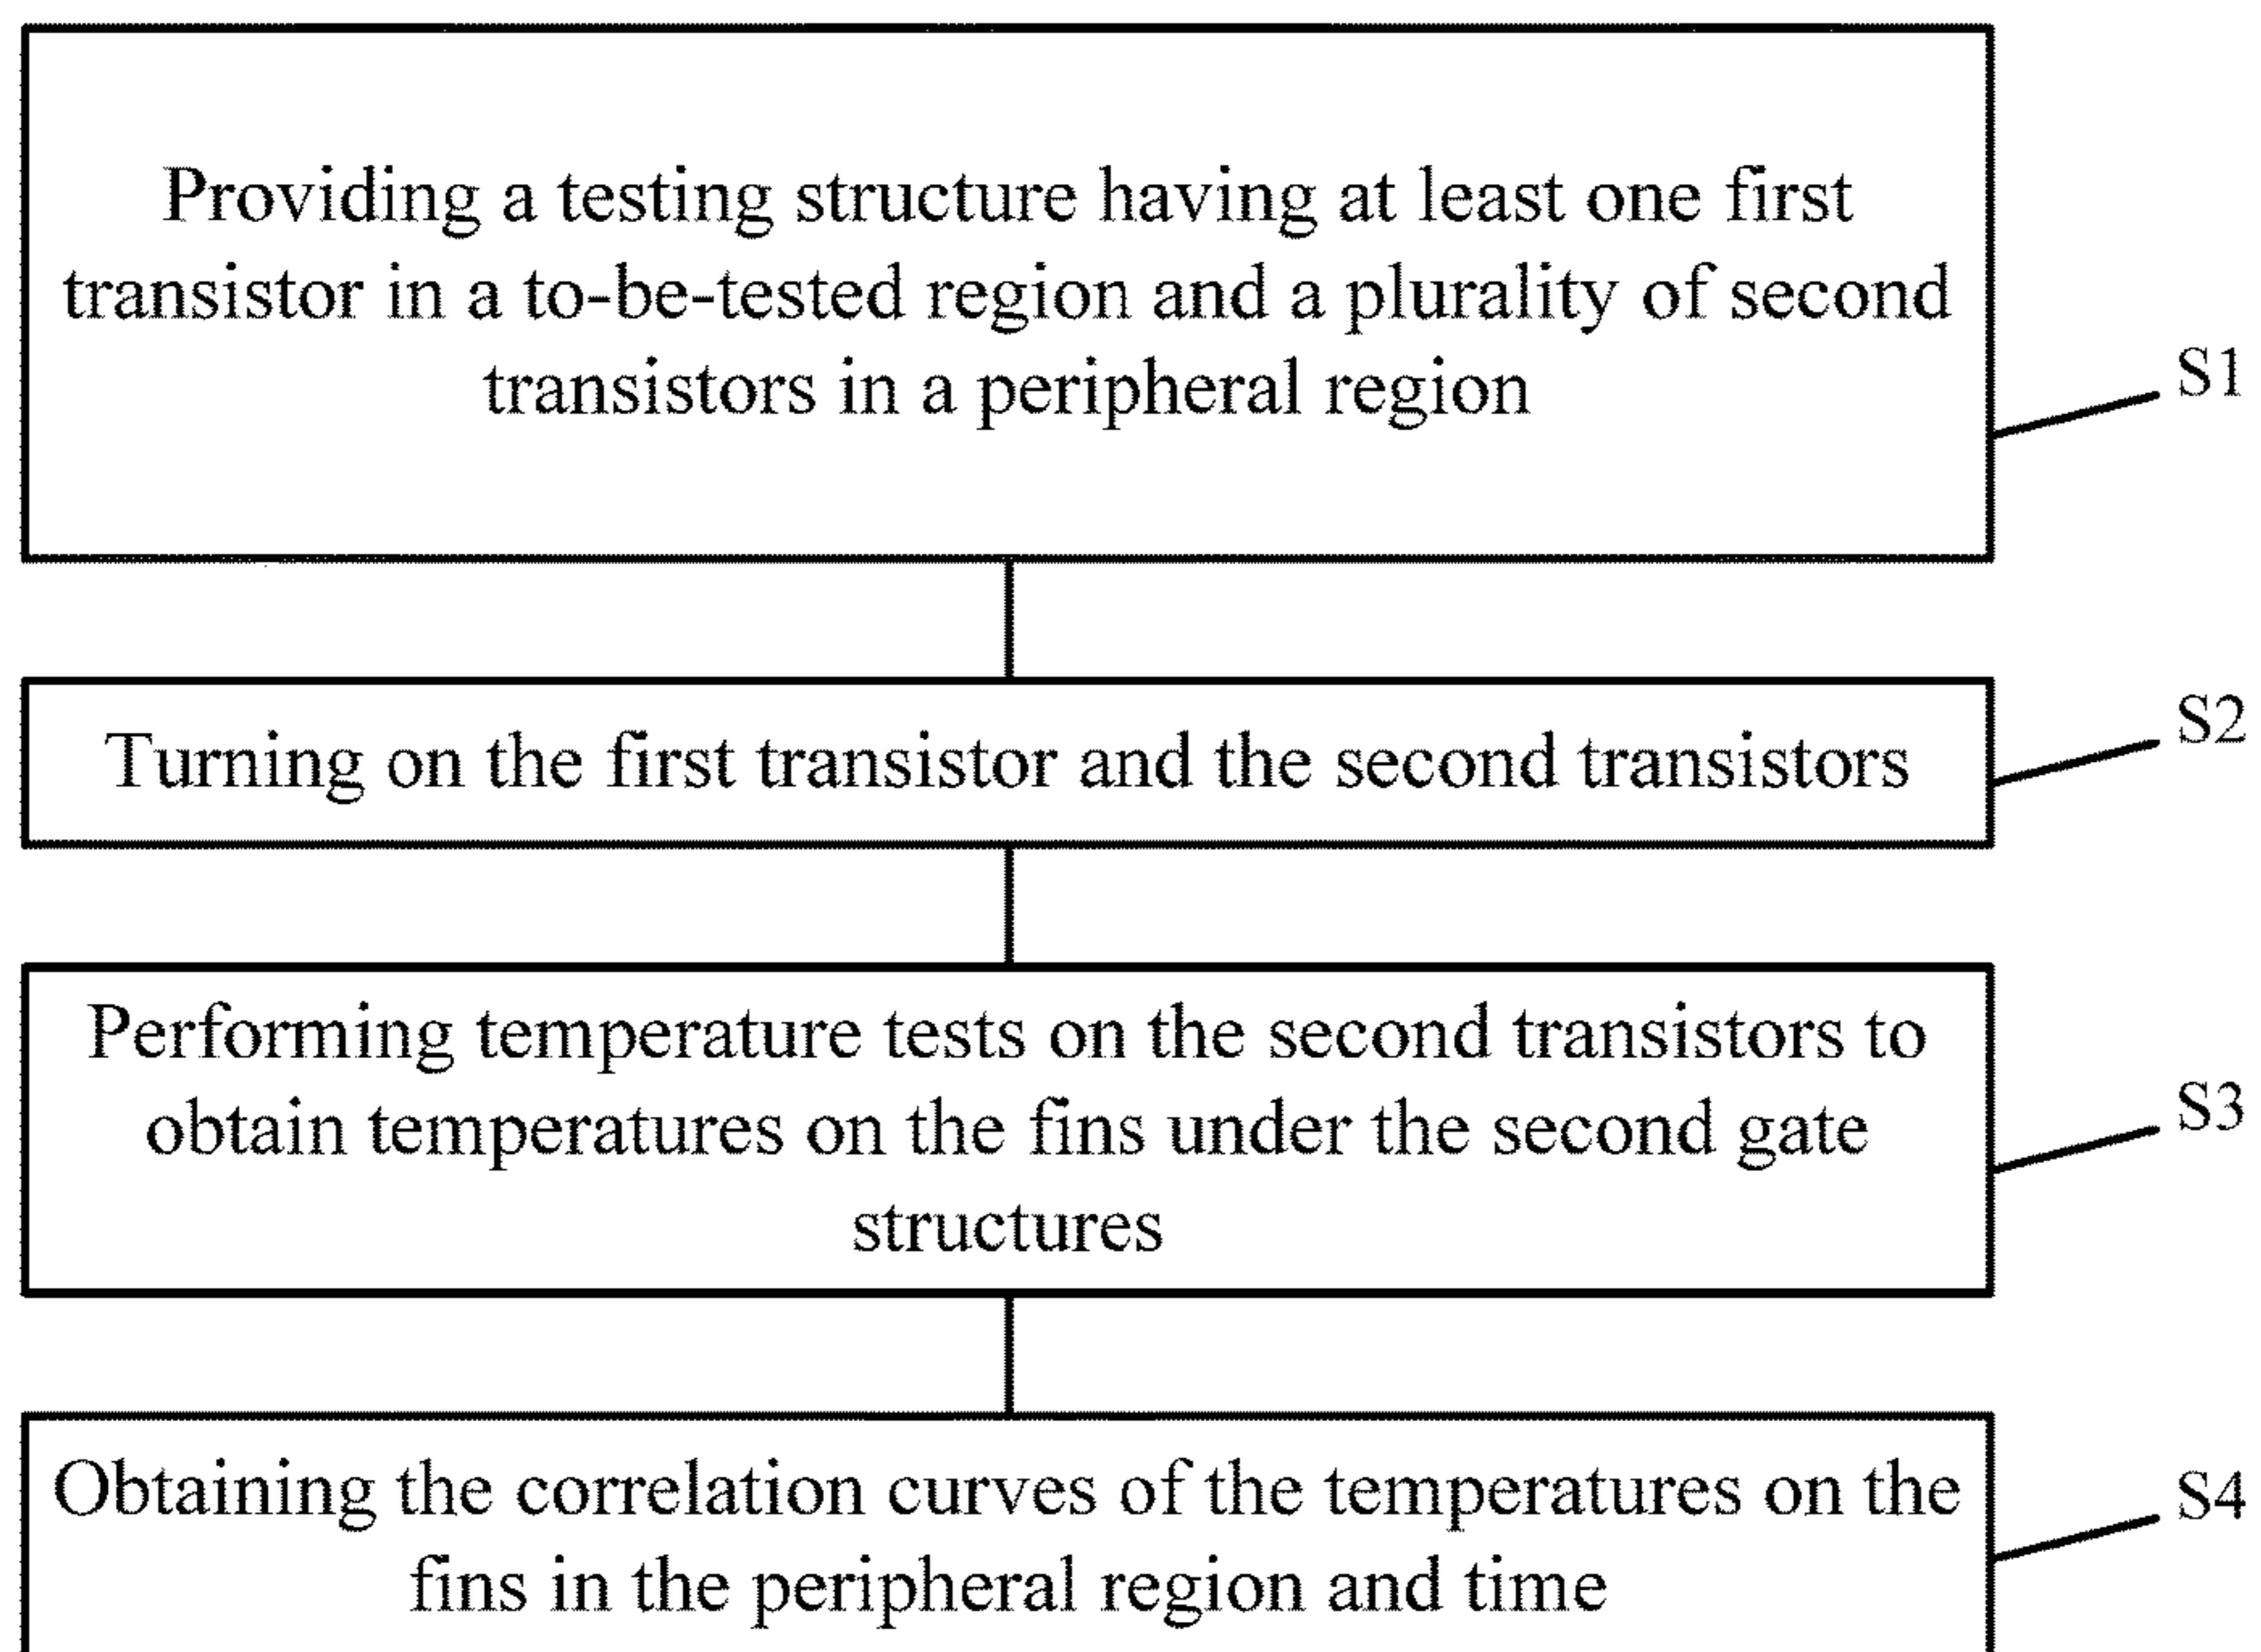 Providing a testing structure having at least one first
transistor in a to-be-tested region and a plurality of second
transistors in a peripheral region
S1
Turning on the first transistor and the second transistors
S2
Performing temperature tests on the second transistors to
obtain temperatures on the fins under the second gate
structures
S3
Obtaining the correlation curves of the temperatures on the
fins in the peripheral region and time
S4